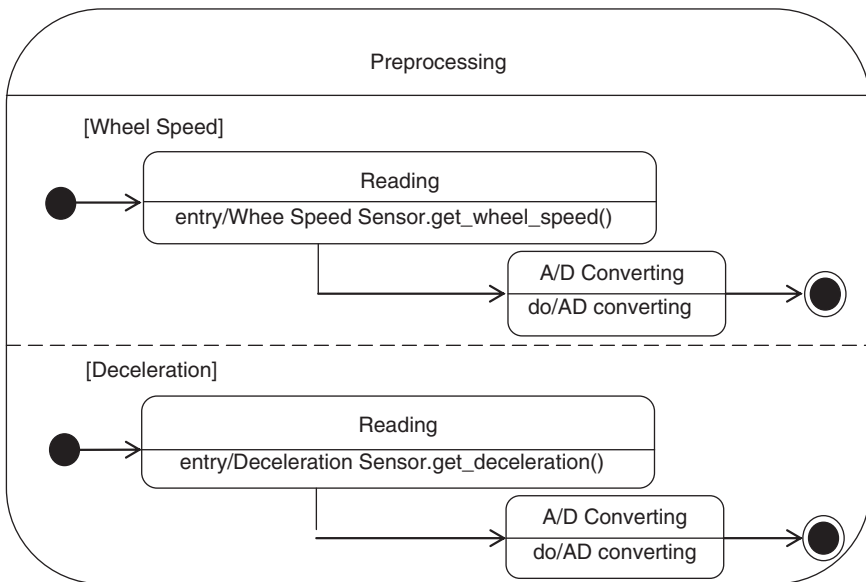 Preprocessing
[Wheel Speed]
Reading
entry/Whee Speed Sensor.get_wheel_speed()
A/D Converting
do/AD converting
[Deceleration]
Reading
entry/Deceleration Sensor.get_deceleration()
A/D Converting
do/AD converting